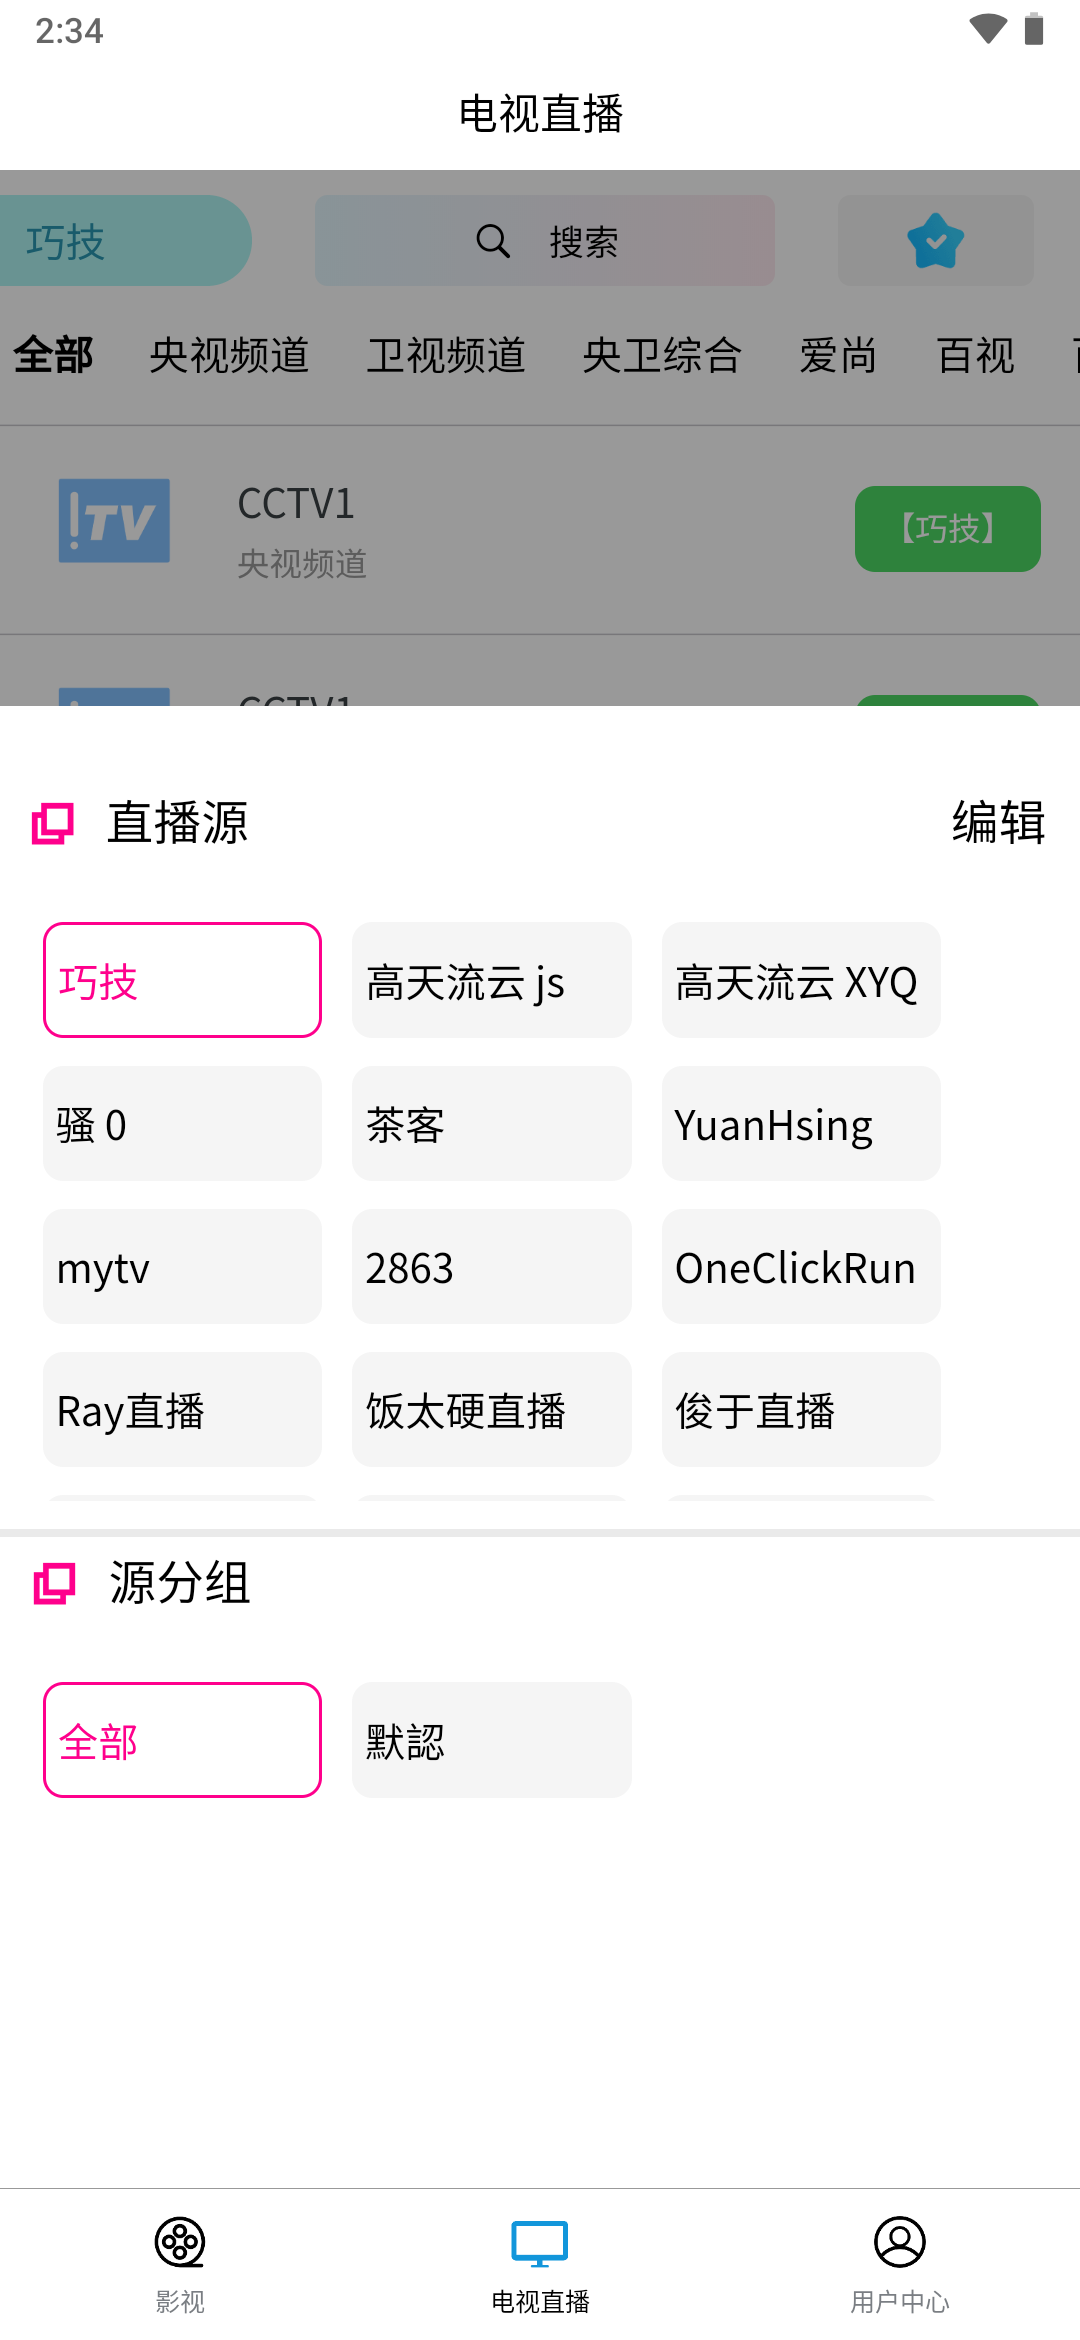 2:34
电视直播
巧技
搜索
全部 央视频道 卫视频道 央卫综合 爱尚 百视
!TV
CCTV1
央视频道
【巧技】
CCTV1
直播源
编辑
巧技
高天流云 js
高天流云 XYQ
骚 0
茶客
YuanHsing
mytv
2863
OneClickRun
Ray直播
饭太硬直播
俊于直播
源分组
全部
默認
影视
电视直播
用户中心